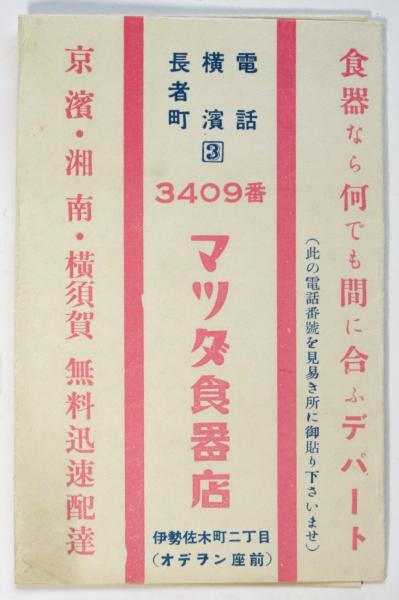 食器なら何でも間に合ふデパート
(此の電話番號を見易き所に御貼り下さいませ)
電話
橫濱3
長者町
3409番
マツダ食器店
伊勢佐木町二丁目
(オデヲン座前)
京濱・湘南・橫須賀 無料迅速配達